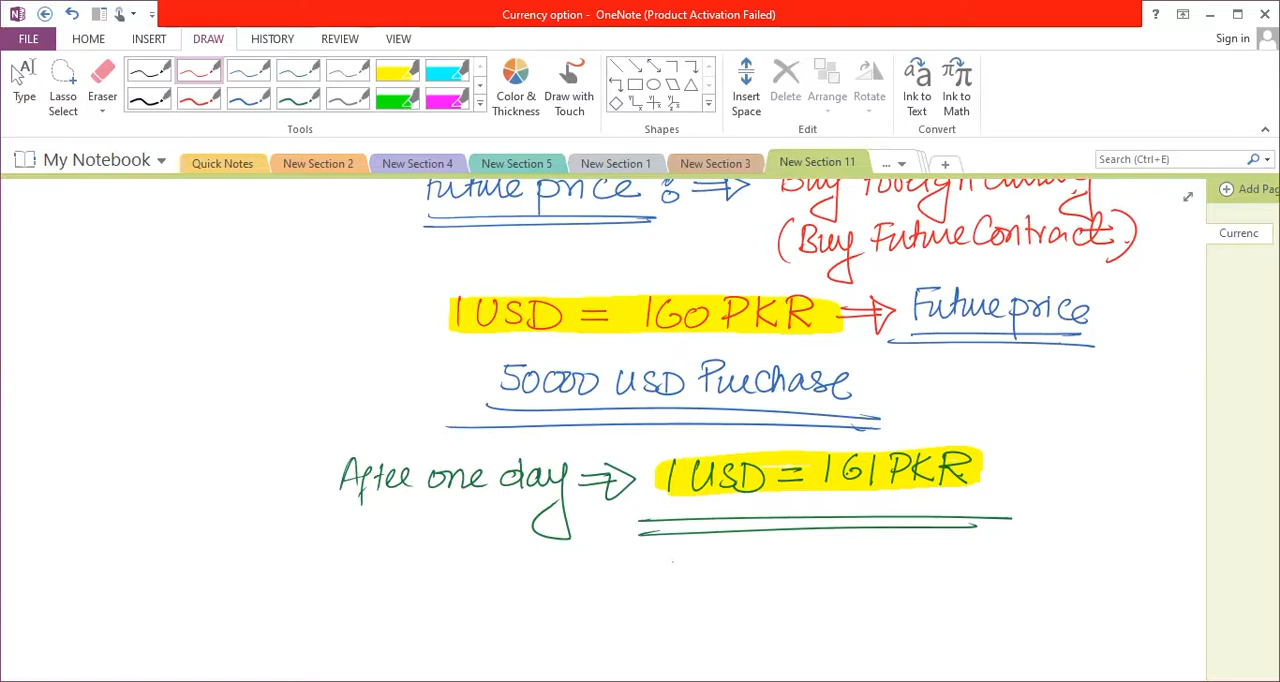 Currency option - OneNote (Product Activation Failed)
FILE HOME INSERT DRAW HISTORY REVIEW VIEW
Sign in
Type
Lasso Select
Eraser
Color & Thickness
Draw with Touch
Insert Space
Delete
Arrange
Rotate
Ink to Text
Ink to Math
Tools Shapes Edit Convert
My Notebook
Quick Notes New Section 2 New Section 4 New Section 5 New Section 1 New Section 3 New Section 11 ...
Search (Ctrl+E)
Add Pag
Currenc
Future price : ⇒ Buy foreign
(Buy Future Contract.)
1 USD = 160 PKR ⇒ Future price
50000 USD Purchase
After one day ⇒ 1 USD = 161 PKR